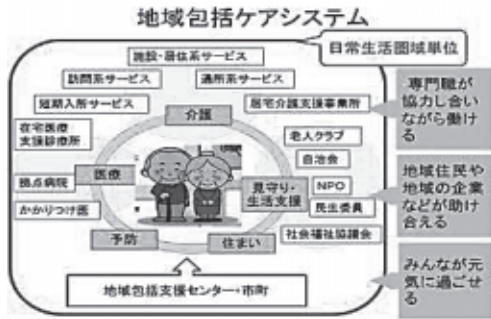 地域包括ケアシステム
日常生活圏域単位
施設・居住系サービス
訪問系サービス
通所系サービス
短期入所サービス
居宅介護支援事業所
介護
在宅医療
支援診療所
老人クラブ
自治会
医療
拠点病院
見守り・
生活支援
NPO
民生委員
かかりつけ医
予防
住まい
社会福祉協議会
地域包括支援センター・市町
専門職が
協力し合い
ながら働け
る
地域住民や
地域の企業
などが助け
合える
みんなが元
気に過ごせ
る